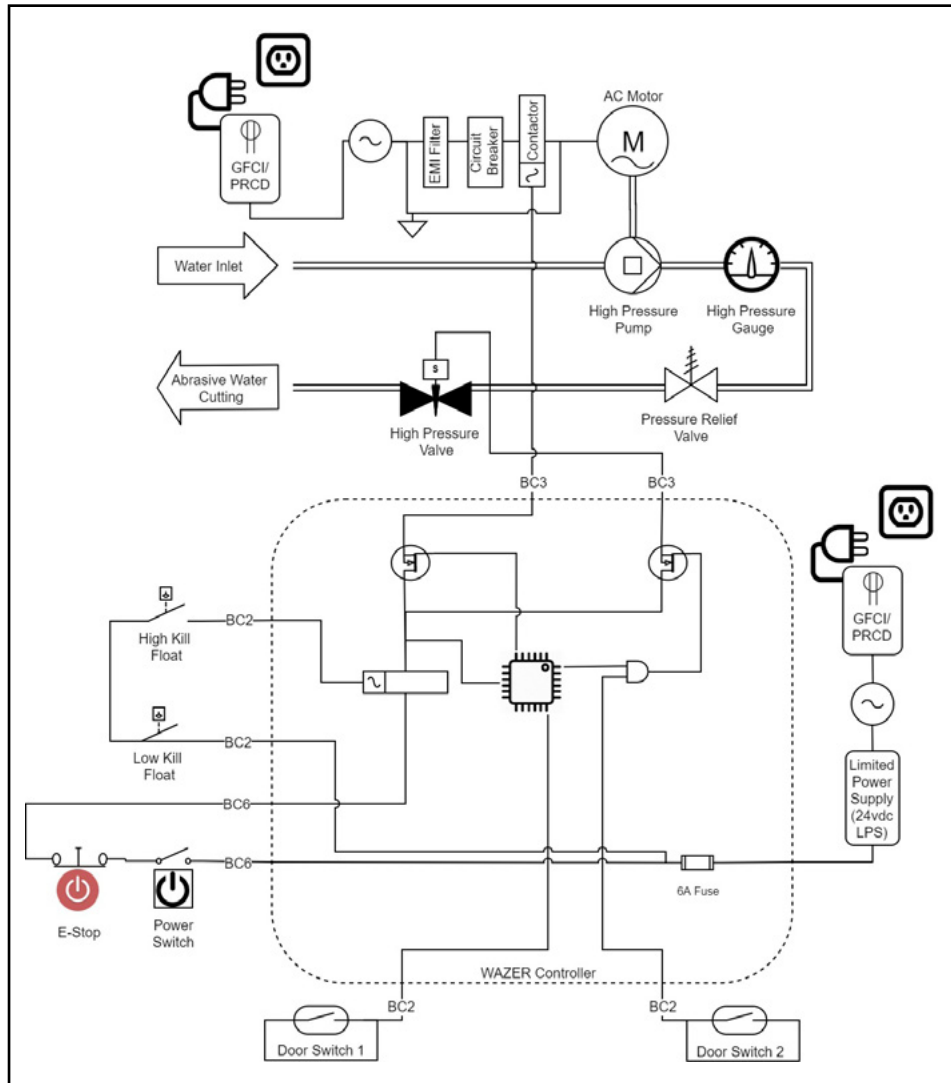 AC Motor
M
GFCI/
PRCD
EMI Filter
Circuit
Breaker
Contactor
Water Inlet
High Pressure
Pump
High Pressure
Gauge
S
Abrasive Water
Cutting
High Pressure
Valve
Pressure Relief
Valve
BC3
BC3
GFCI/
PRCD
BC2
High Kill
Float
Low Kill
Float
BC2
Limited
Power
Supply
(24vdc
LPS)
BC6
BC6
6A Fuse
E-Stop
Power
Switch
WAZER Controller
BC2
BC2
Door Switch 1
Door Switch 2